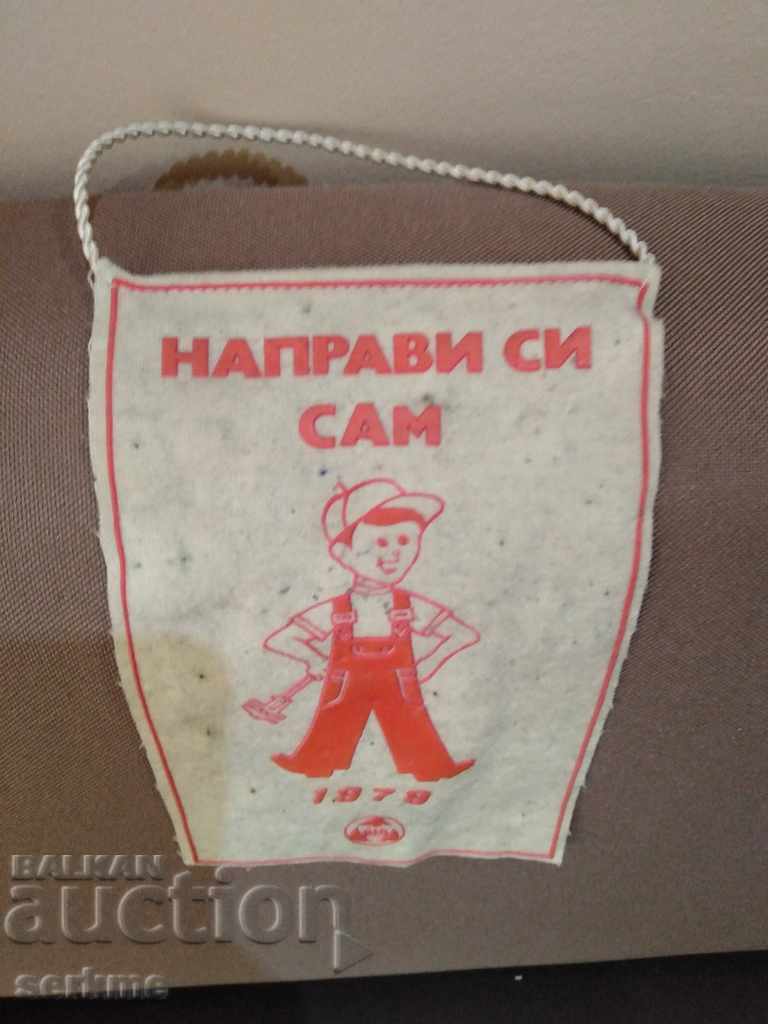 НАПРАВИ СИ
САМ
1979
BALKAN
auction
sertme